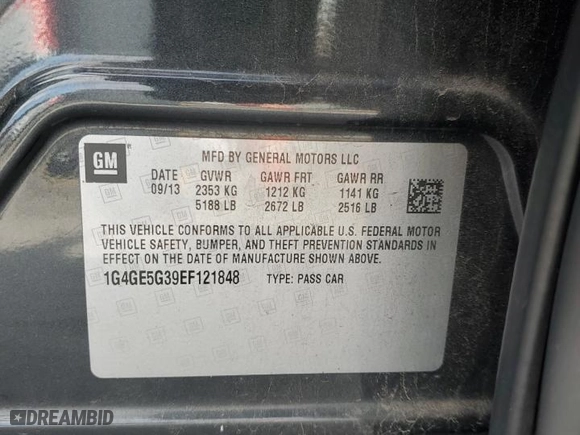 GM
MFD BY GENERAL MOTORS LLC
DATE GVWR GAWR FRT GAWR RR
09/13 2353 KG 1212 KG 1141 KG
5188 LB 2672 LB 2516 LB
THIS VEHICLE CONFORMS TO ALL APPLICABLE U.S. FEDERAL MOTOR
VEHICLE SAFETY, BUMPER, AND THEFT PREVENTION STANDARDS IN
EFFECT ON THE DATE OF MANUFACTURE SHOWN ABOVE.
1G4GE5G39EF121848 TYPE: PASS CAR
DREAMBID